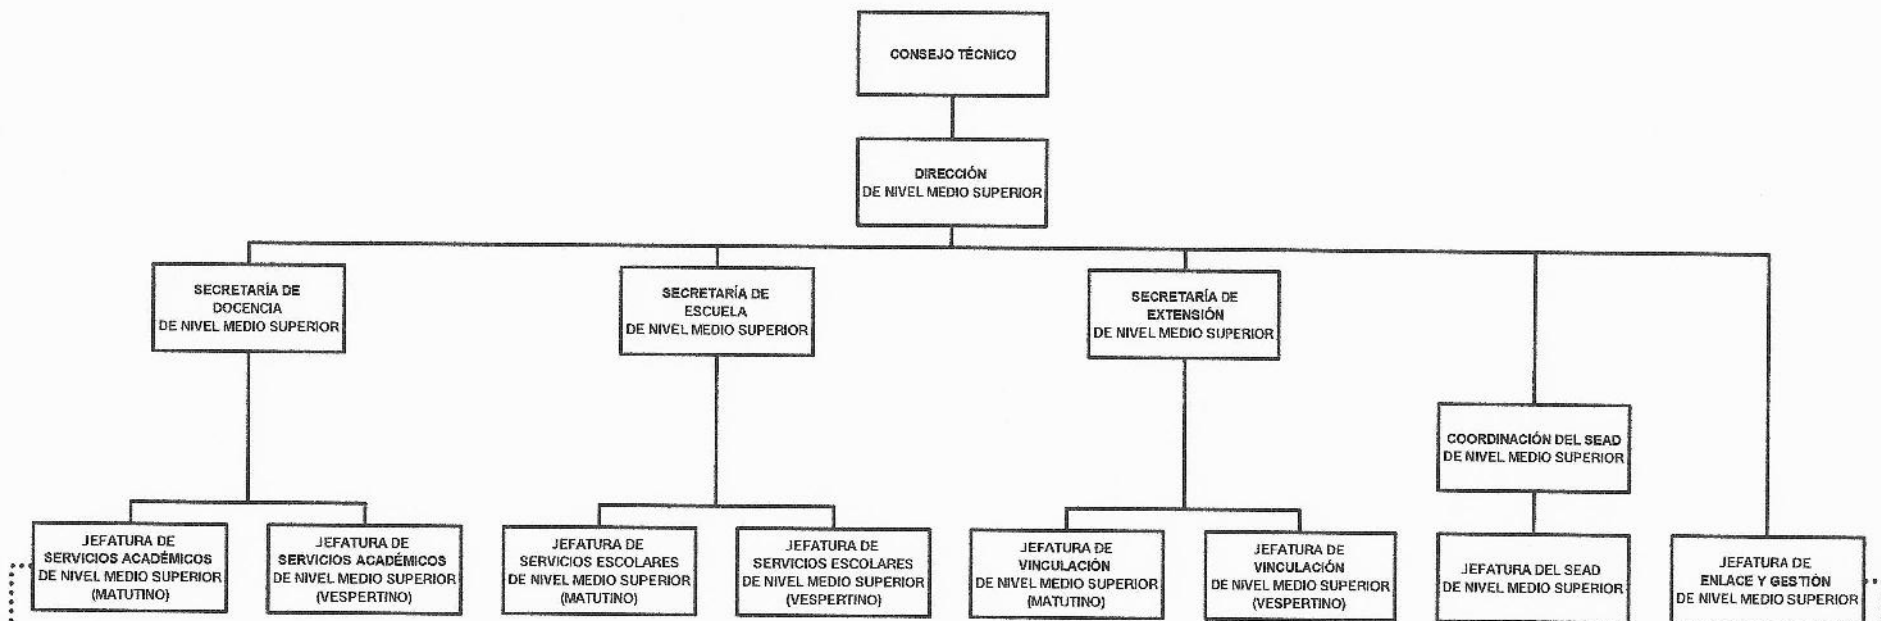 CONSEJO TÉCNICO
DIRECCIÓN
DE NIVEL MEDIO SUPERIOR
SECRETARÍA DE
DOCENCIA
DE NIVEL MEDIO SUPERIOR
SECRETARÍA DE
ESCUELA
DE NIVEL MEDIO SUPERIOR
SECRETARÍA DE
EXTENSIÓN
DE NIVEL MEDIO SUPERIOR
COORDINACIÓN DEL SEAD
DE NIVEL MEDIO SUPERIOR
JEFATURA DE
SERVICIOS ACADÉMICOS
DE NIVEL MEDIO SUPERIOR
(MATUTINO)
JEFATURA DE
SERVICIOS ACADÉMICOS
DE NIVEL MEDIO SUPERIOR
(VESPERTINO)
JEFATURA DE
SERVICIOS ESCOLARES
DE NIVEL MEDIO SUPERIOR
(MATUTINO)
JEFATURA DE
SERVICIOS ESCOLARES
DE NIVEL MEDIO SUPERIOR
(VESPERTINO)
JEFATURA DE
VINCULACIÓN
DE NIVEL MEDIO SUPERIOR
(MATUTINO)
JEFATURA DE
VINCULACIÓN
DE NIVEL MEDIO SUPERIOR
(VESPERTINO)
JEFATURA DEL SEAD
DE NIVEL MEDIO SUPERIOR
JEFATURA DE
ENLACE Y GESTIÓN
DE NIVEL MEDIO SUPERIOR